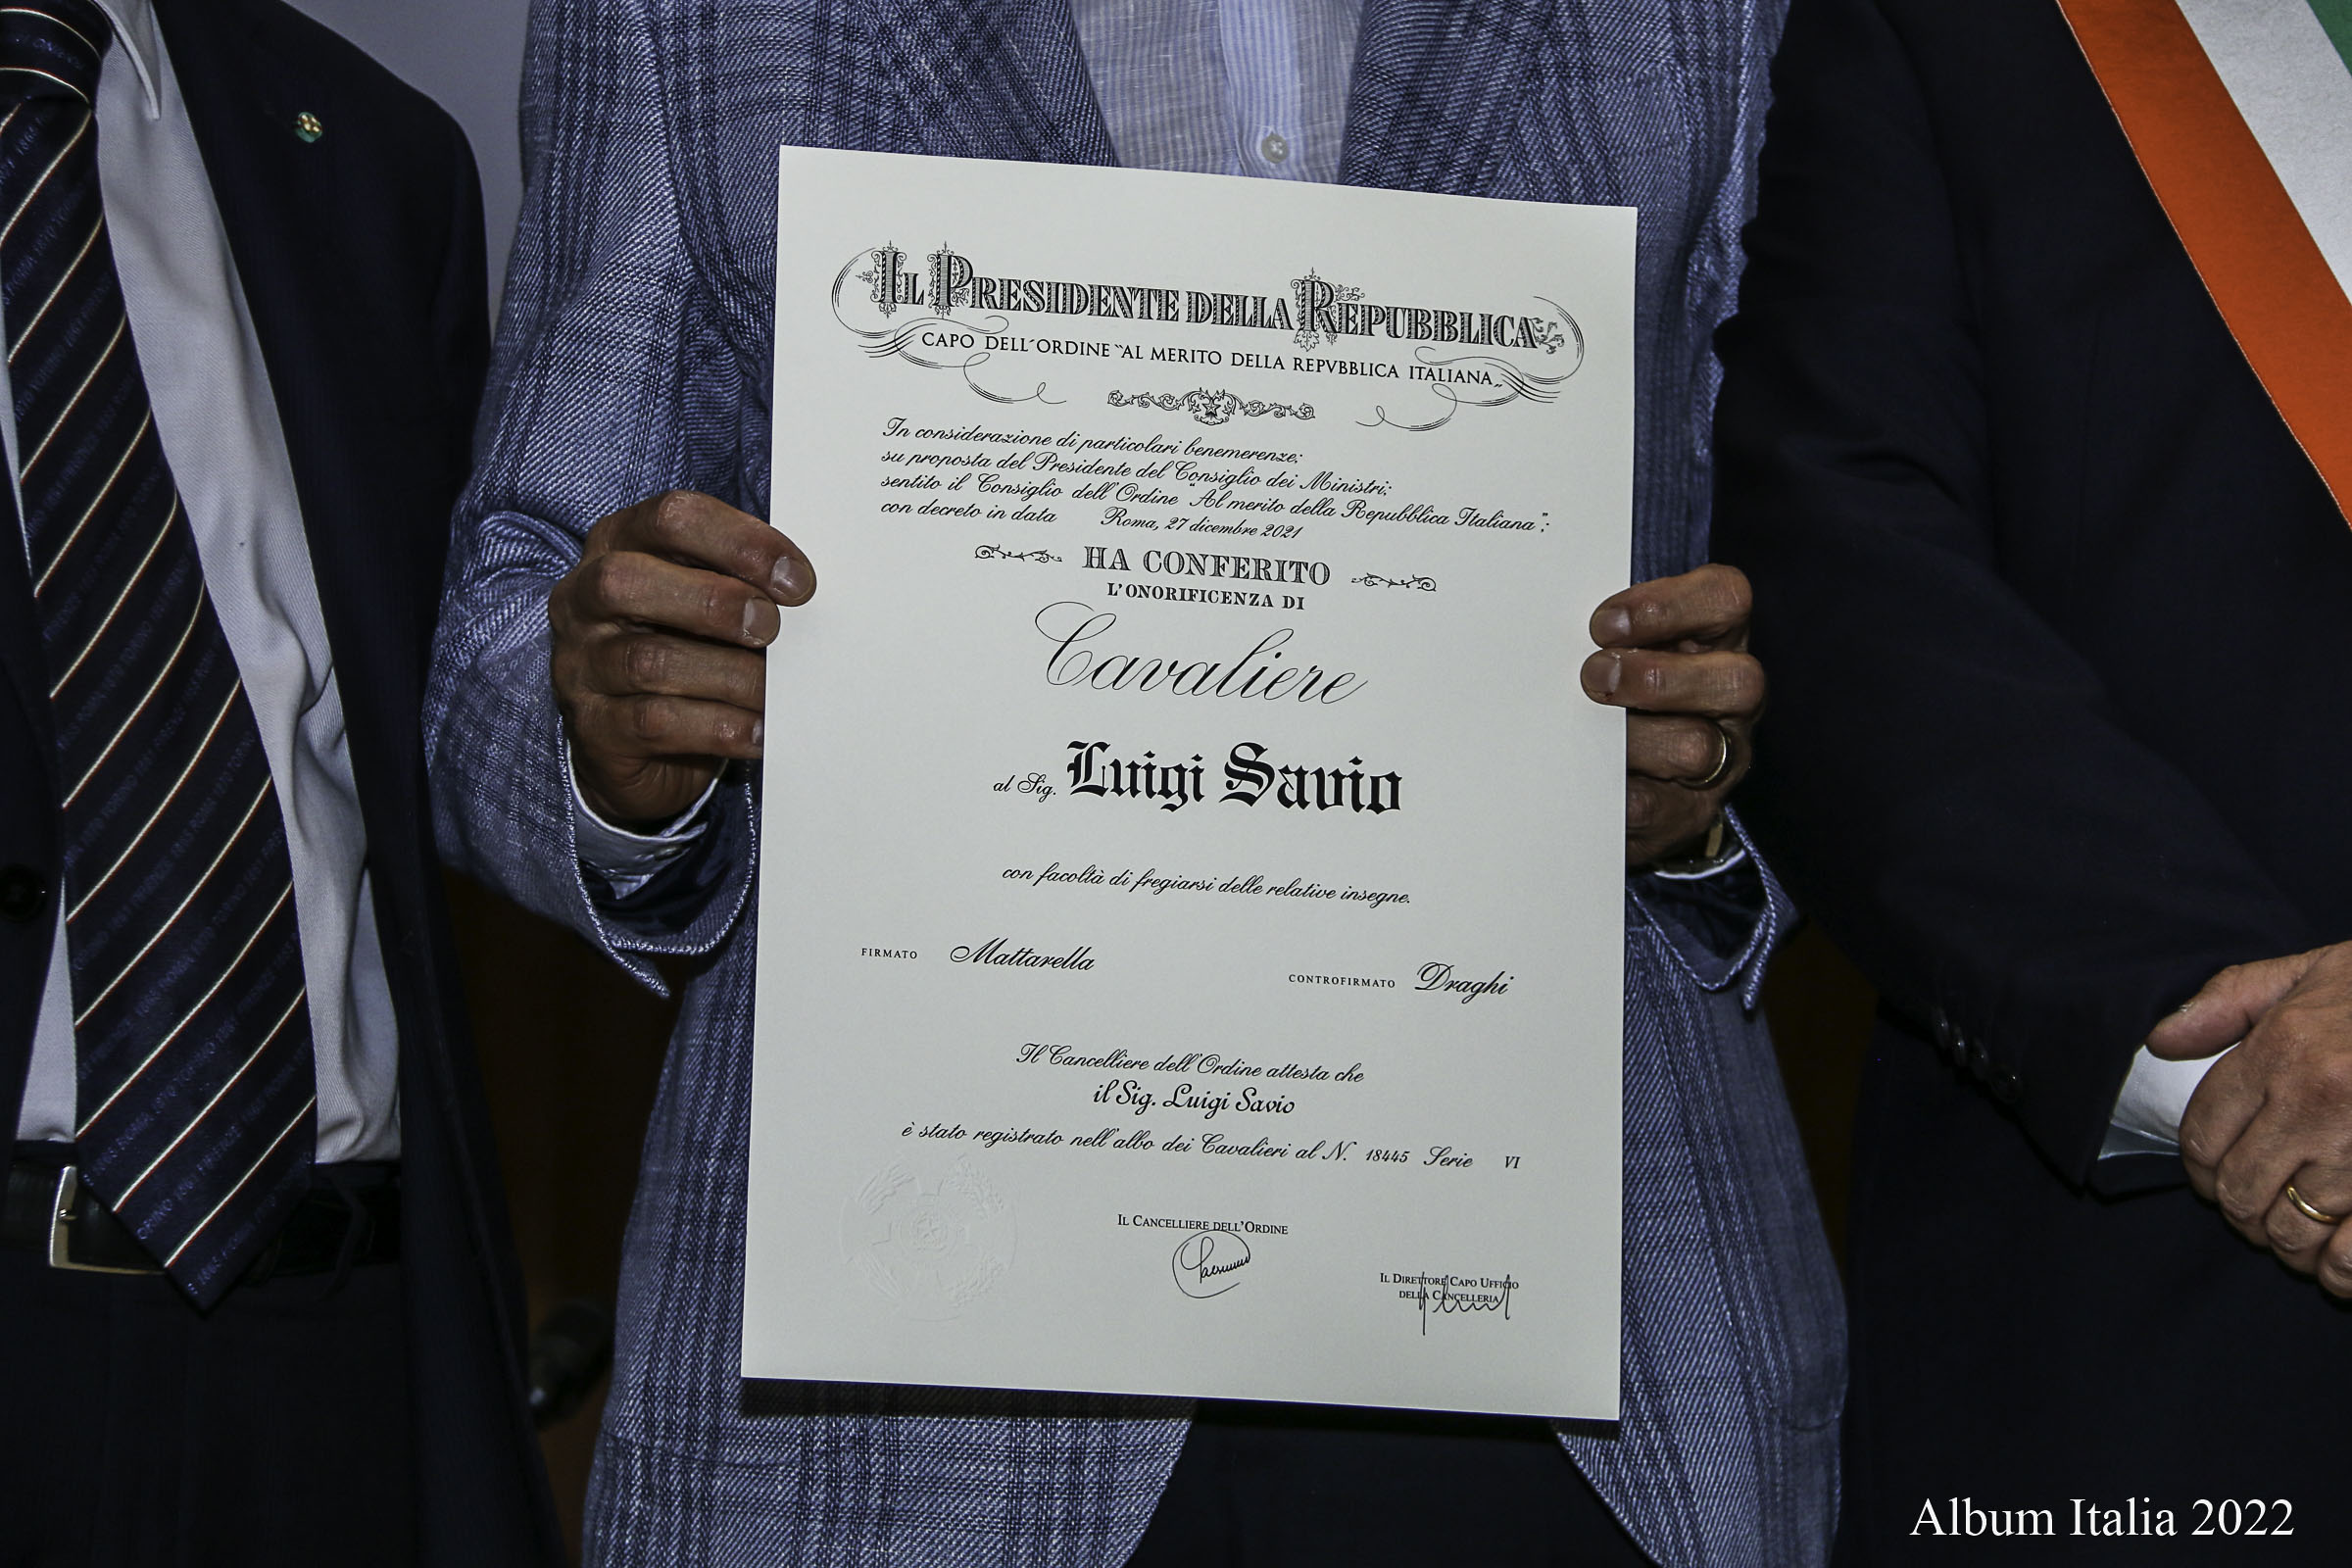 Il Presidente della Repubblica
CAPO DELL'ORDINE "AL MERITO DELLA REPVBBLICA ITALIANA„
In considerazione di particolari benemerenze;
su proposta del Presidente del Consiglio dei Ministri;
sentito il Consiglio dell'Ordine "Al merito della Repubblica Italiana";
con decreto in data Roma, 27 dicembre 2021
HA CONFERITO
L'ONORIFICENZA DI
Cavaliere
al Sig. Luigi Savio
con facoltà di fregiarsi delle relative insegne.
FIRMATO Mattarella
CONTROFIRMATO Draghi
Il Cancelliere dell'Ordine attesta che
il Sig. Luigi Savio
è stato registrato nell'albo dei Cavalieri al N. 18445 Serie VI
Il Cancelliere dell'Ordine
Il Direttore Capo Ufficio
della Cancelleria
Album Italia 2022